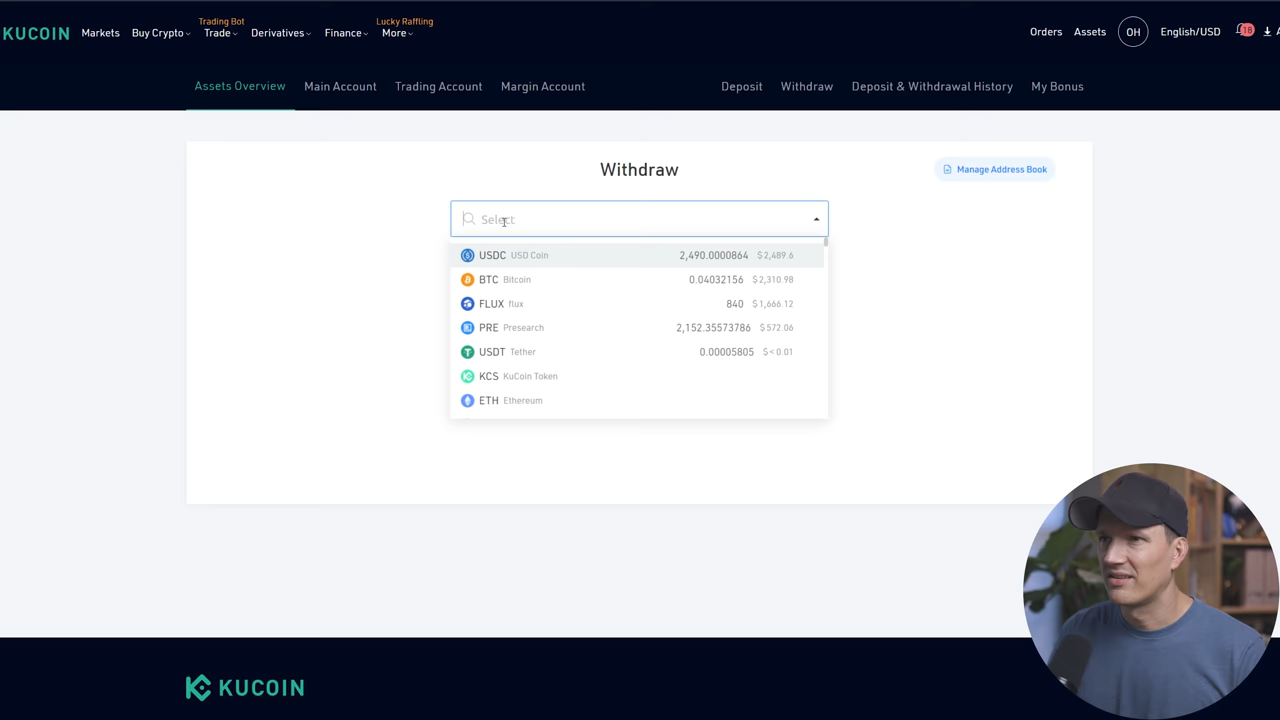 Trading Bot
Lucky Raffling
KUCOIN Markets Buy Crypto Trade Derivatives Finance More Orders Assets OH English/USD 18
Assets Overview Main Account Trading Account Margin Account Deposit Withdraw Deposit & Withdrawal History My Bonus
Withdraw
Manage Address Book
Select
USDC USD Coin 2,490.0000864 $2,489.6
BTC Bitcoin 0.04032156 $2,310.98
FLUX flux 840 $1,666.12
PRE Presearch 2,152.35573786 $572.06
USDT Tether 0.00005805 $<0.01
KCS KuCoin Token
ETH Ethereum
KUCOIN